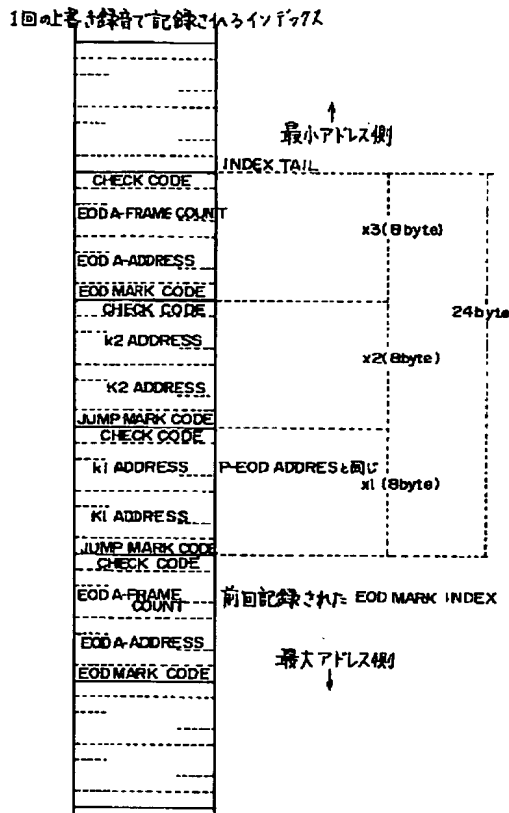 1回の上書き録音で記録されるインデックス
最小アドレス側
INDEX TAIL
CHECK CODE
EOD A-FRAME COUNT
x3(8byte)
EOD A-ADDRESS
EOD MARK CODE
24byte
CHECK CODE
k2 ADDRESS
x2(8byte)
K2 ADDRESS
JUMP MARK CODE
CHECK CODE
k1 ADDRESS
P-EOD ADDRESと同じ
x1(8byte)
K1 ADDRESS
JUMP MARK CODE
CHECK CODE
EOD A-FRAME
COUNT
前回記録された EOD MARK INDEX
EOD A-ADDRESS
最大アドレス側
EOD MARK CODE